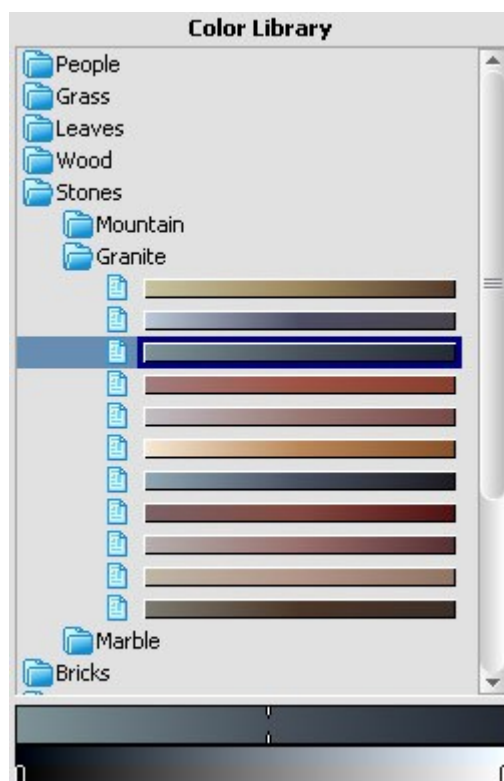 Color Library
People
Grass
Leaves
Wood
Stones
Mountain
Granite
Marble
Bricks